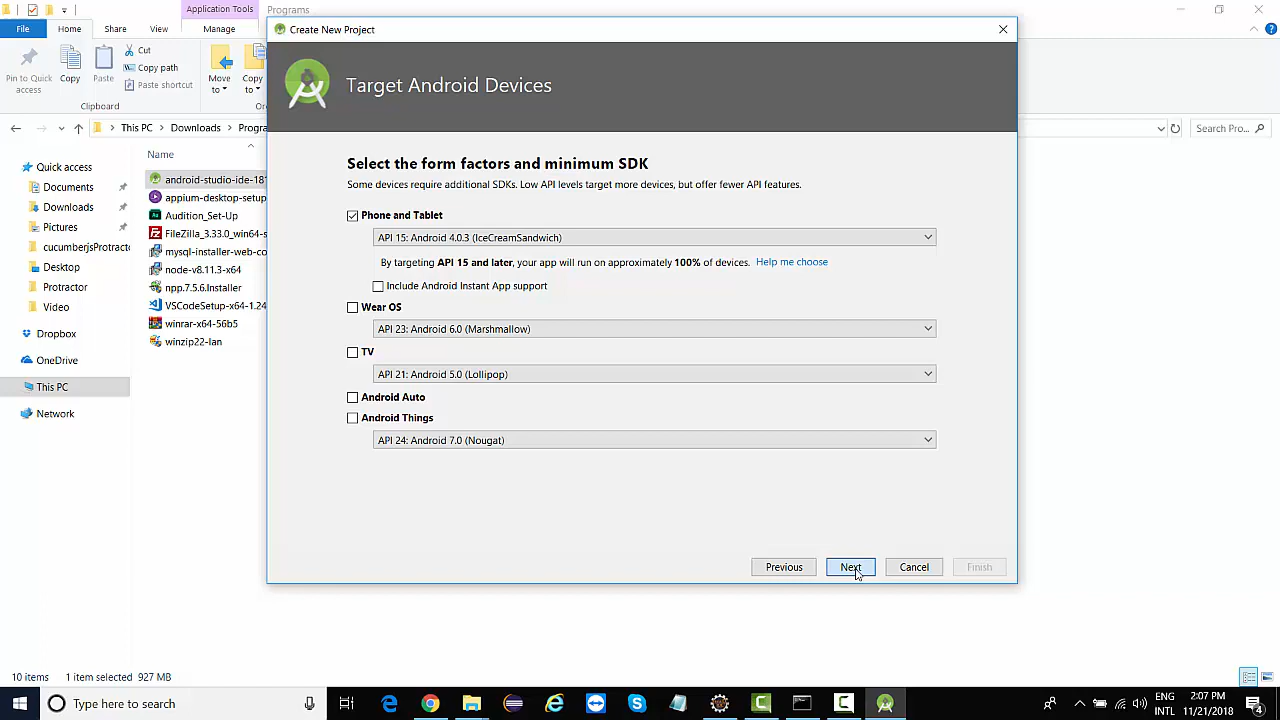 Application Tools
Programs
File
Home
Share
View
Manage
Pin to Quick
access
Copy
Paste
Cut
Copy path
Paste shortcut
Move
to
Copy
to
Clipboard
This PC
Downloads
Search Pro...
Name
Quick access
Documents
Downloads
Pictures
Desktop
Protractor
Video
Dropbox
OneDrive
This PC
Network
appium-desktop-setup
Audition_Set-Up
mysql-installer-web-co
node-v8.11.3-x64
npp.7.5.6.Installer
VSCodeSetup-x64-1.24
winrar-x64-56b5
winzip22-lan
Create New Project
Target Android Devices
Select the form factors and minimum SDK
Some devices require additional SDKs. Low API levels target more devices, but offer fewer API features.
Phone and Tablet
API 15: Android 4.0.3 (IceCreamSandwich)
By targeting API 15 and later, your app will run on approximately 100% of devices. Help me choose
Include Android Instant App support
Wear OS
API 23: Android 6.0 (Marshmallow)
TV
API 21: Android 5.0 (Lollipop)
Android Auto
Android Things
API 24: Android 7.0 (Nougat)
Previous
Next
Cancel
Finish
10 items
1 item selected 927 MB
Type here to search
ENG
INTL
2:07 PM
11/21/2018
4